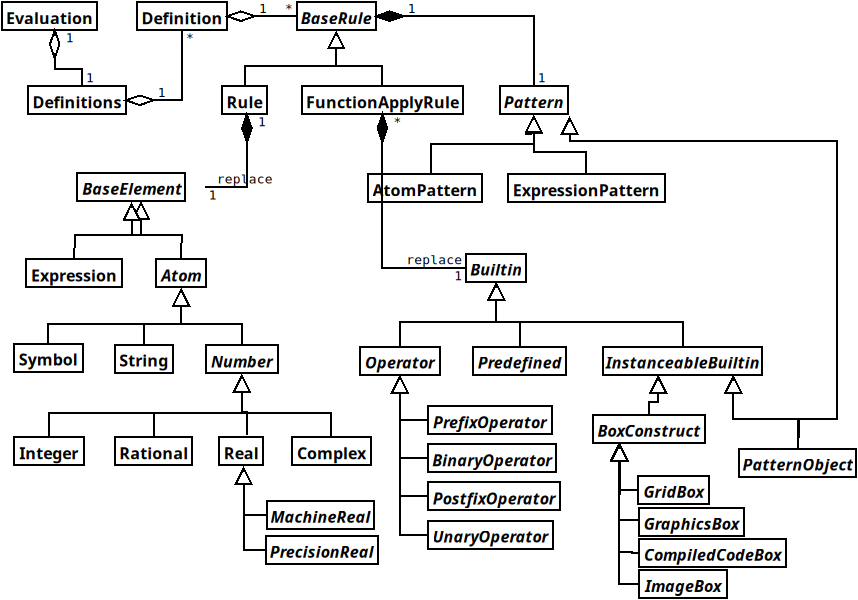 Evaluation
1
Definition
1
*
BaseRule
1
*
1
Definitions
1
Rule
1
FunctionApplyRule
*
1
Pattern
BaseElement
replace
1
AtomPattern
ExpressionPattern
Expression
Atom
replace
1
Builtin
Symbol
String
Number
Operator
Predefined
InstanceableBuiltin
Integer
Rational
Real
Complex
PrefixOperator
BoxConstruct
BinaryOperator
PatternObject
PostfixOperator
GridBox
MachineReal
UnaryOperator
GraphicsBox
PrecisionReal
CompiledCodeBox
ImageBox